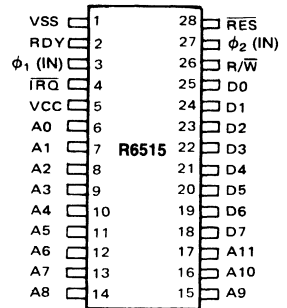 VSS 1 28 R̅E̅S̅
RDY 2 27 ϕ₂ (IN)
ϕ₁ (IN) 3 26 R/W̅
I̅R̅Q̅ 4 25 D0
VCC 5 24 D1
A0 6 23 D2
A1 7 R6515 22 D3
A2 8 21 D4
A3 9 20 D5
A4 10 19 D6
A5 11 18 D7
A6 12 17 A11
A7 13 16 A10
A8 14 15 A9